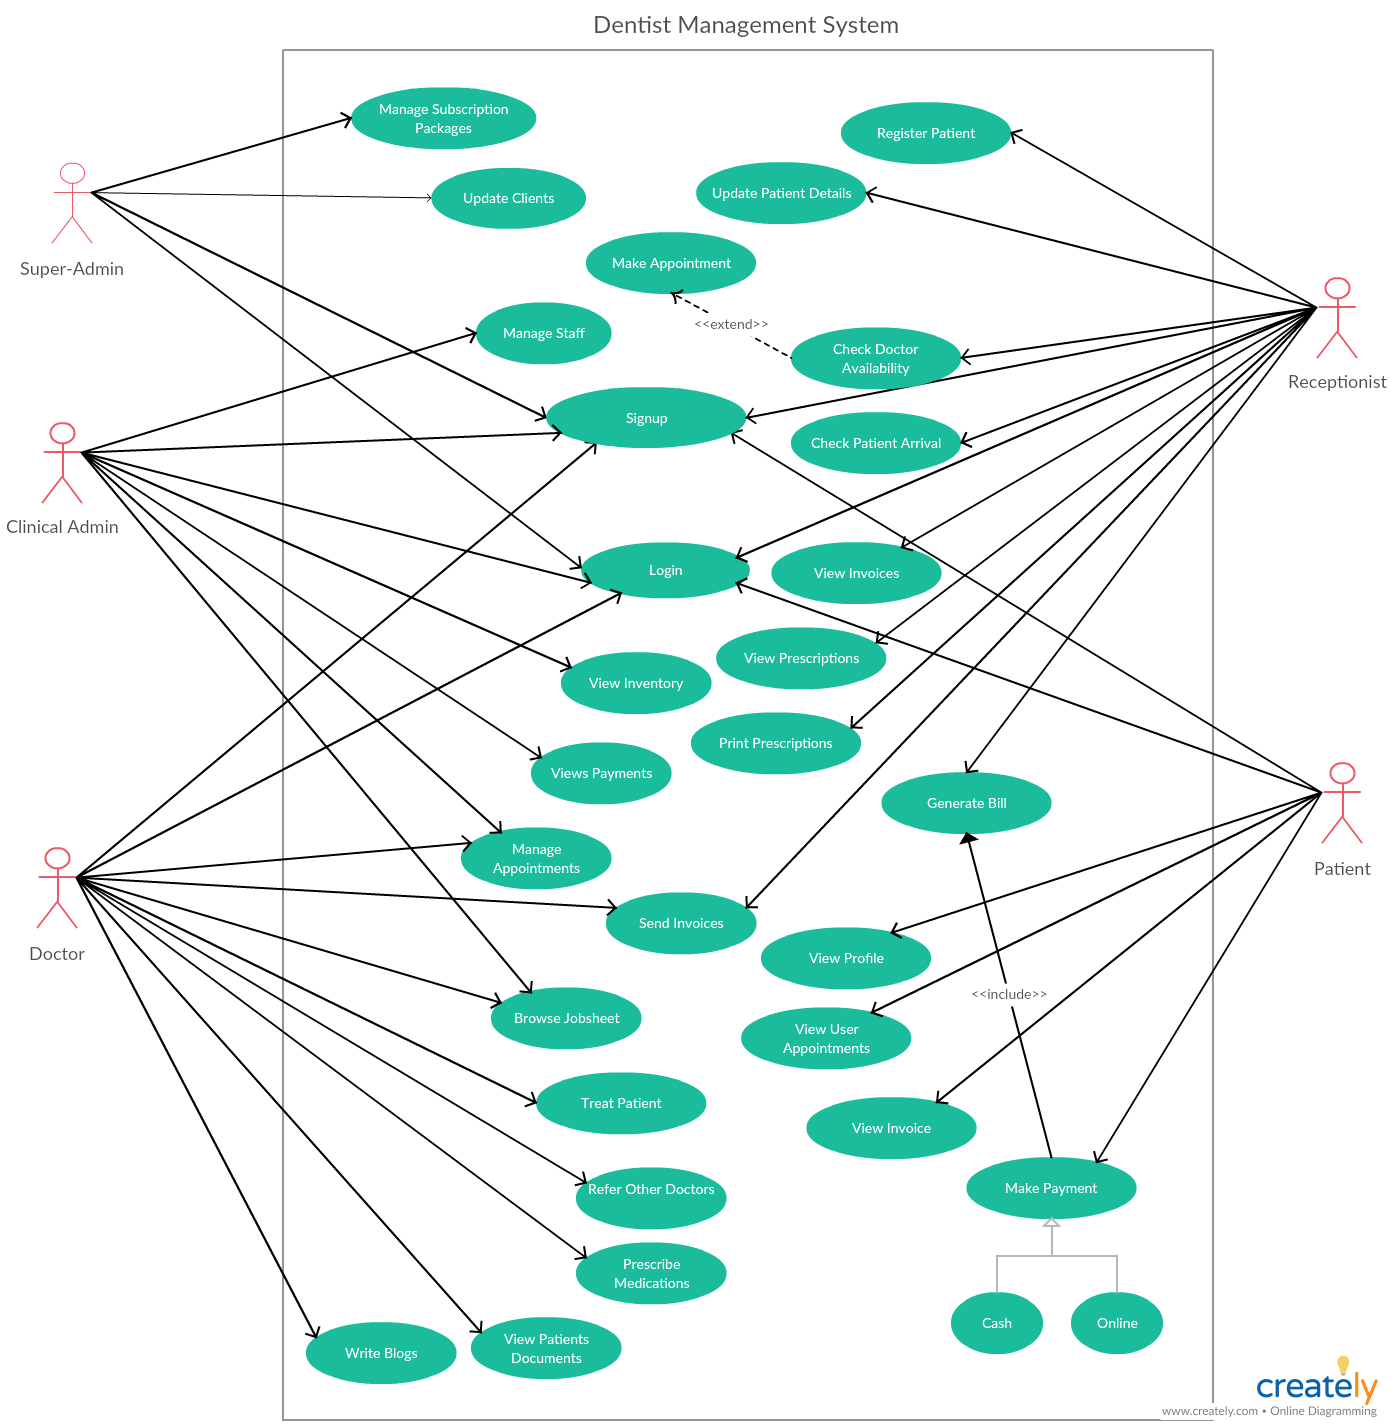 Dentist Management System
Manage Subscription
Packages
Register Patient
Update Patient Details
Update Clients
Super-Admin
Make Appointment
<<extend>>
Manage Staff
Check Doctor
Availability
Receptionist
Signup
Check Patient Arrival
Clinical Admin
Login
View Invoices
View Prescriptions
View Inventory
Print Prescriptions
Views Payments
Generate Bill
Manage
Appointments
Patient
Send Invoices
Doctor
View Profile
<<include>>
Browse Jobsheet
View User
Appointments
Treat Patient
View Invoice
Refer Other Doctors
Make Payment
Prescribe
Medications
Cash
Online
View Patients
Documents
Write Blogs
creately
www.creately.com • Online Diagramming